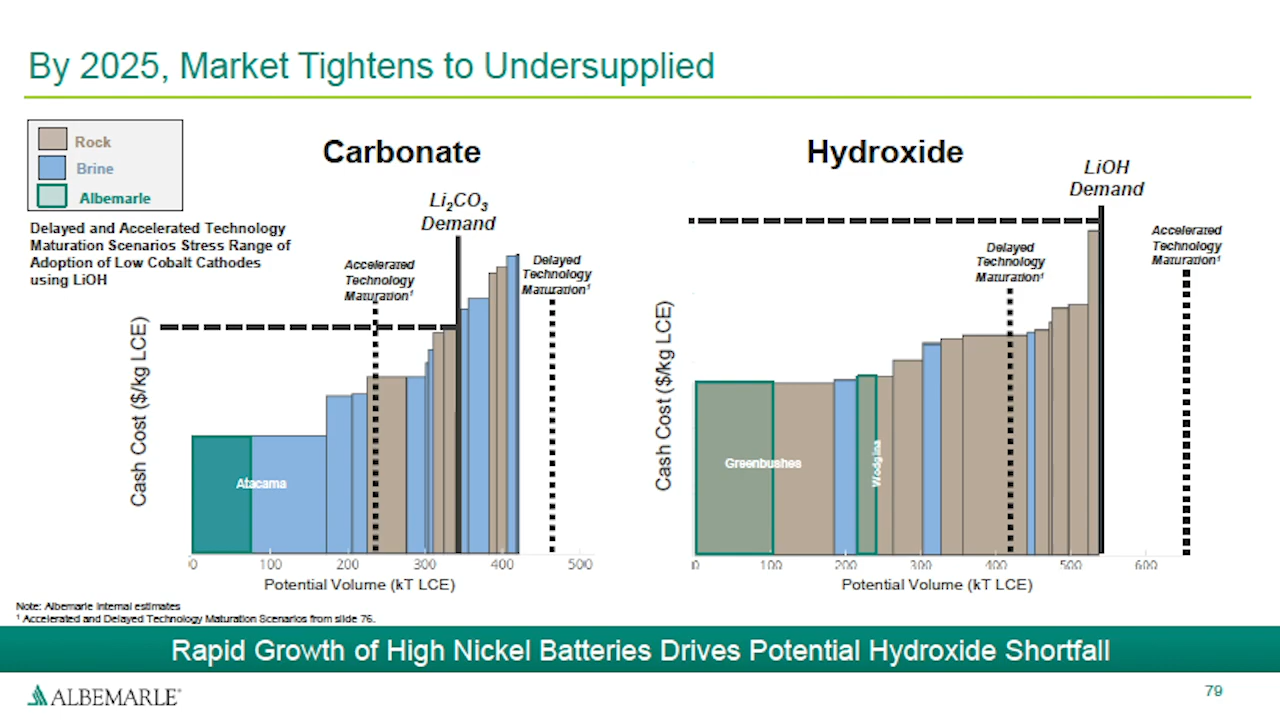 By 2025, Market Tightens to Undersupplied
Rock
Brine
Albemarle
Delayed and Accelerated Technology
Maturation Scenarios Stress Range of
Adoption of Low Cobalt Cathodes
using LiOH
Carbonate
Li₂CO₃
Demand
Accelerated
Technology
Maturation¹
Delayed
Technology
Maturation¹
Cash Cost ($/kg LCE)
Atacama
0 100 200 300 400 500
Potential Volume (kT LCE)
Hydroxide
LiOH
Demand
Delayed
Technology
Maturation¹
Accelerated
Technology
Maturation¹
Cash Cost ($/kg LCE)
Greenbushes
Wodgina
0 100 200 300 400 500 600
Potential Volume (kT LCE)
Note: Albemarle internal estimates
¹ Accelerated and Delayed Technology Maturation Scenarios from slide 76.
Rapid Growth of High Nickel Batteries Drives Potential Hydroxide Shortfall
ALBEMARLE®
79